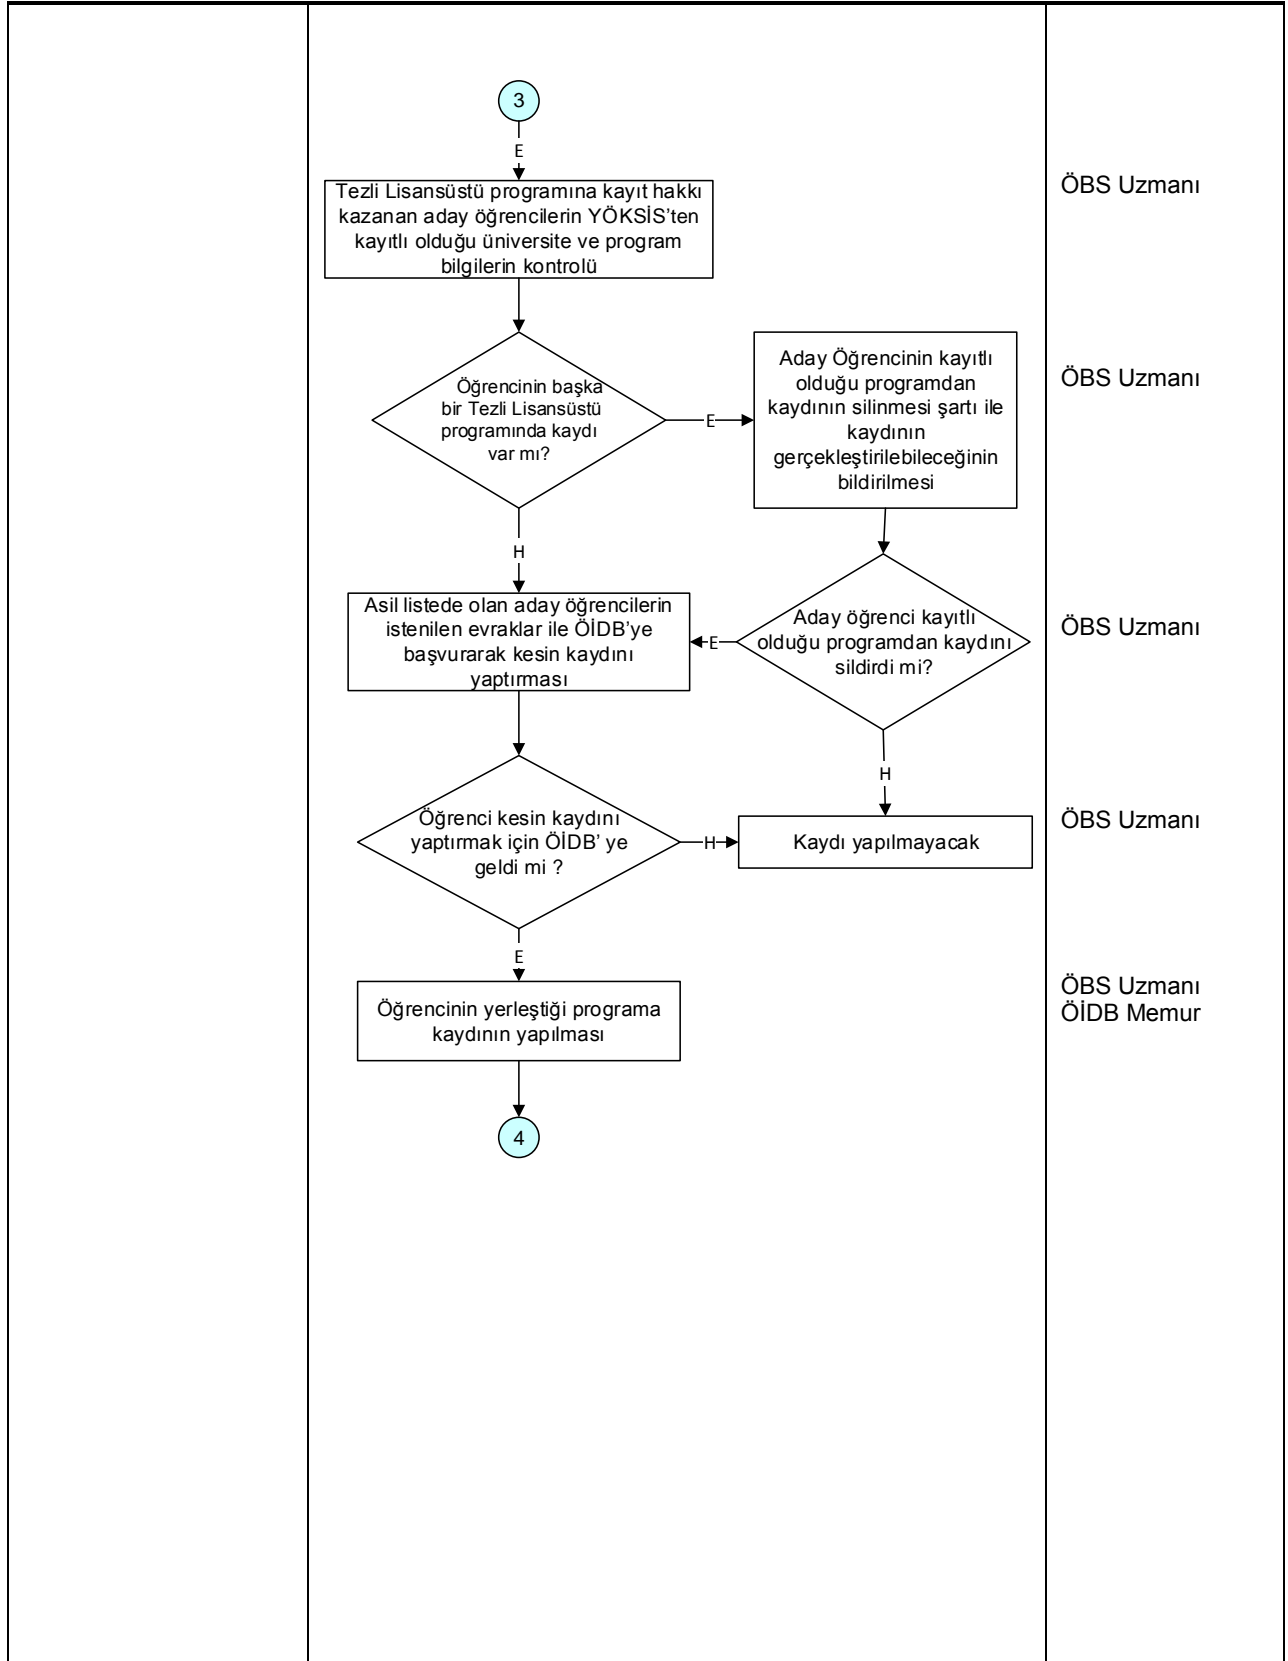 3
E
Tezli Lisansüstü programına kayıt hakkı
kazanan aday öğrencilerin YÖKSİS’ten
kayıtlı olduğu üniversite ve program
bilgilerin kontrolü
ÖBS Uzmanı
Öğrencinin başka
bir Tezli Lisansüstü
programında kaydı
var mı?
E
Aday Öğrencinin kayıtlı
olduğu programdan
kaydının silinmesi şartı ile
kaydının
gerçekleştirilebileceğinin
bildirilmesi
ÖBS Uzmanı
H
Asil listede olan aday öğrencilerin
istenilen evraklar ile ÖİDB’ye
başvurarak kesin kaydını
yaptırması
E
Aday öğrenci kayıtlı
olduğu programdan kaydını
sildirdi mi?
ÖBS Uzmanı
H
Öğrenci kesin kaydını
yaptırmak için ÖİDB’ ye
geldi mi ?
H
Kaydı yapılmayacak
ÖBS Uzmanı
E
Öğrencinin yerleştiği programa
kaydının yapılması
ÖBS Uzmanı
ÖİDB Memur
4